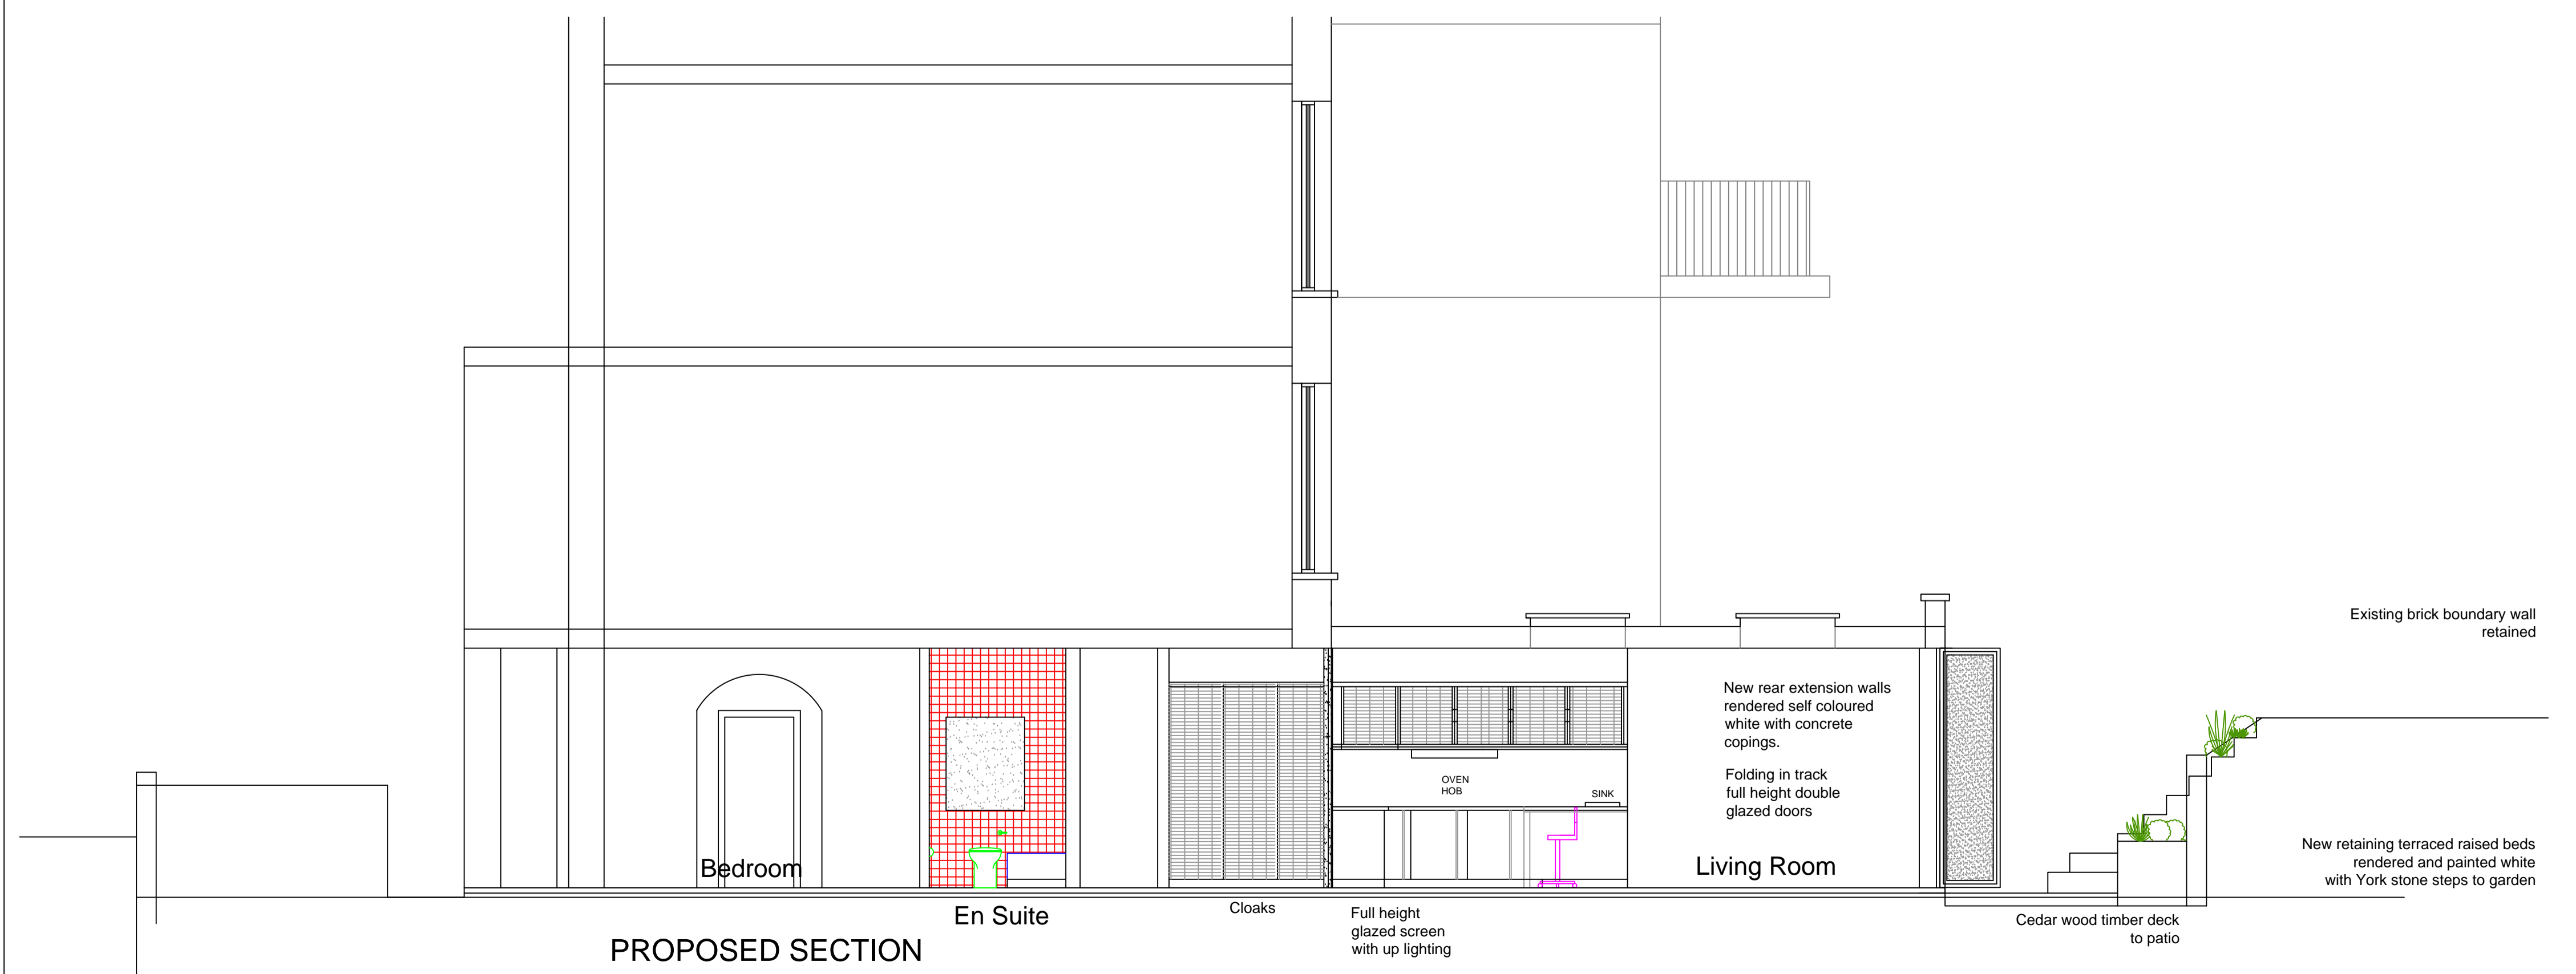 Existing brick boundary wall
retained
New rear extension walls
rendered self coloured
white with concrete
copings.
Folding in track
full height double
glazed doors
OVEN
HOB
SINK
Bedroom
Living Room
New retaining terraced raised beds
rendered and painted white
with York stone steps to garden
En Suite
Cloaks
Full height
glazed screen
with up lighting
Cedar wood timber deck
to patio
PROPOSED SECTION